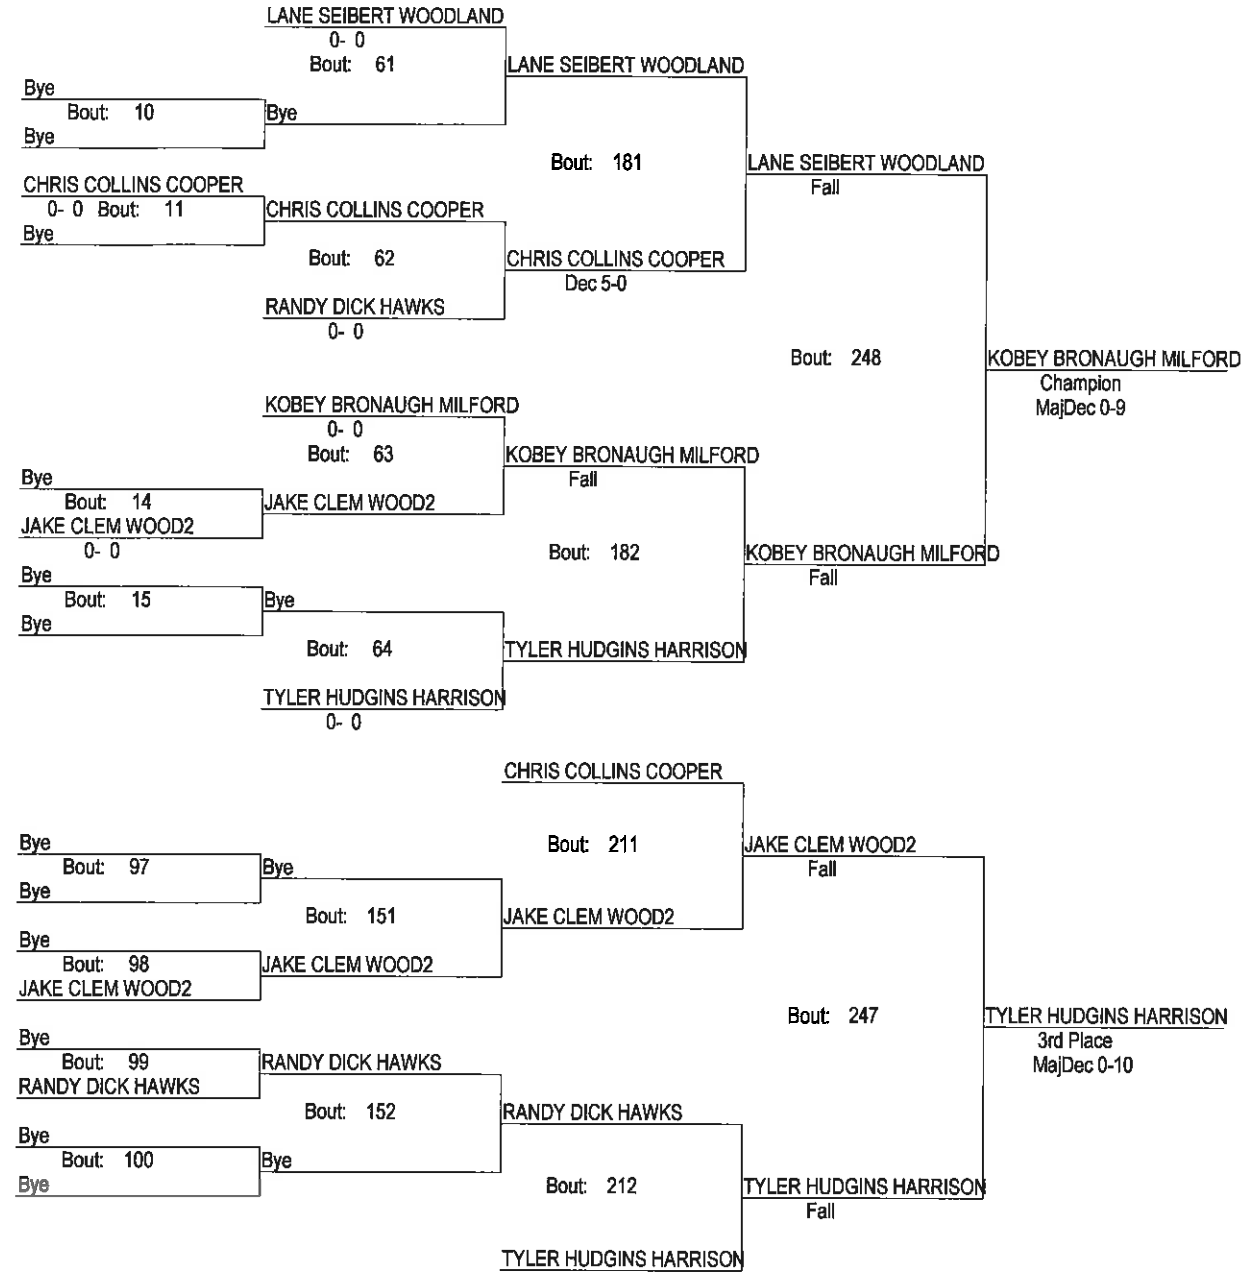 LANE SEIBERT WOODLAND
0- 0
Bout: 61
LANE SEIBERT WOODLAND
Bye
Bout: 10
Bye
Bye
Bout: 181
LANE SEIBERT WOODLAND
Fall
CHRIS COLLINS COOPER
0- 0 Bout: 11
CHRIS COLLINS COOPER
Bye
Bout: 62
CHRIS COLLINS COOPER
Dec 5-0
RANDY DICK HAWKS
0- 0
Bout: 248
KOBEY BRONAUGH MILFORD
Champion
MajDec 0-9
KOBEY BRONAUGH MILFORD
0- 0
Bout: 63
KOBEY BRONAUGH MILFORD
Fall
Bye
Bout: 14
JAKE CLEM WOOD2
JAKE CLEM WOOD2
0- 0
Bout: 182
KOBEY BRONAUGH MILFORD
Fall
Bye
Bout: 15
Bye
Bye
Bout: 64
TYLER HUDGINS HARRISON
TYLER HUDGINS HARRISON
0- 0
CHRIS COLLINS COOPER
Bout: 211
JAKE CLEM WOOD2
Fall
Bye
Bout: 97
Bye
Bye
Bout: 151
JAKE CLEM WOOD2
Bye
Bout: 98
JAKE CLEM WOOD2
JAKE CLEM WOOD2
Bout: 247
TYLER HUDGINS HARRISON
3rd Place
MajDec 0-10
Bye
Bout: 99
RANDY DICK HAWKS
RANDY DICK HAWKS
Bout: 152
RANDY DICK HAWKS
Bye
Bout: 100
Bye
Bye
Bout: 212
TYLER HUDGINS HARRISON
Fall
TYLER HUDGINS HARRISON